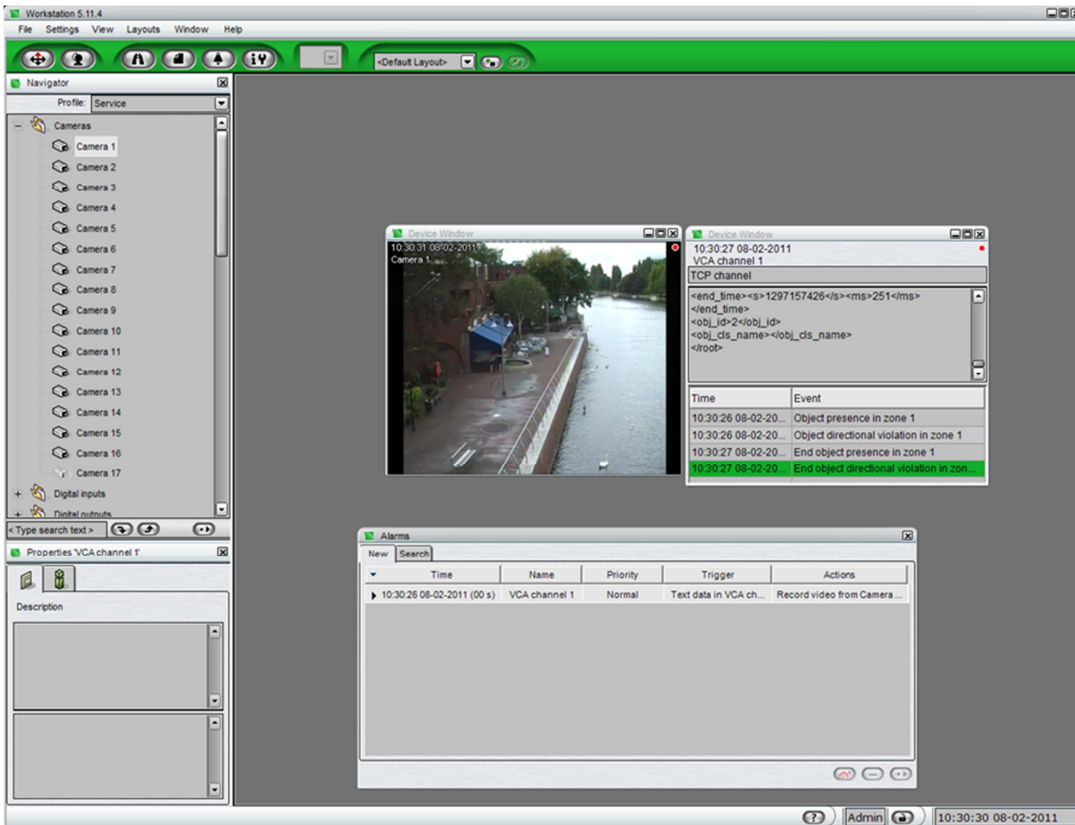 Workstation 5.11.4
File Settings View Layouts Window Help
<Default Layout>
Navigator
Profile: Service
Cameras
Camera 1
Camera 2
Camera 3
Camera 4
Camera 5
Camera 6
Camera 7
Camera 8
Camera 9
Camera 10
Camera 11
Camera 12
Camera 13
Camera 14
Camera 15
Camera 16
Camera 17
Digital inputs
Digital outputs
< Type search text >
Properties 'VCA channel 1'
Description
Device Window
10:30:31 08-02-2011
Camera 1
Device Window
10:30:27 08-02-2011
VCA channel 1
TCP channel
<end_time><s>1297157426</s><ms>251</ms>
</end_time>
<obj_id>2</obj_id>
<obj_cls_name></obj_cls_name>
</root>
Time Event
10:30:26 08-02-20... Object presence in zone 1
10:30:26 08-02-20... Object directional violation in zone 1
10:30:27 08-02-20... End object presence in zone 1
10:30:27 08-02-20... End object directional violation in zon...
Alarms
New Search
Time Name Priority Trigger Actions
10:30:26 08-02-2011 (00 s) VCA channel 1 Normal Text data in VCA ch... Record video from Camera ...
? Admin 10:30:30 08-02-2011